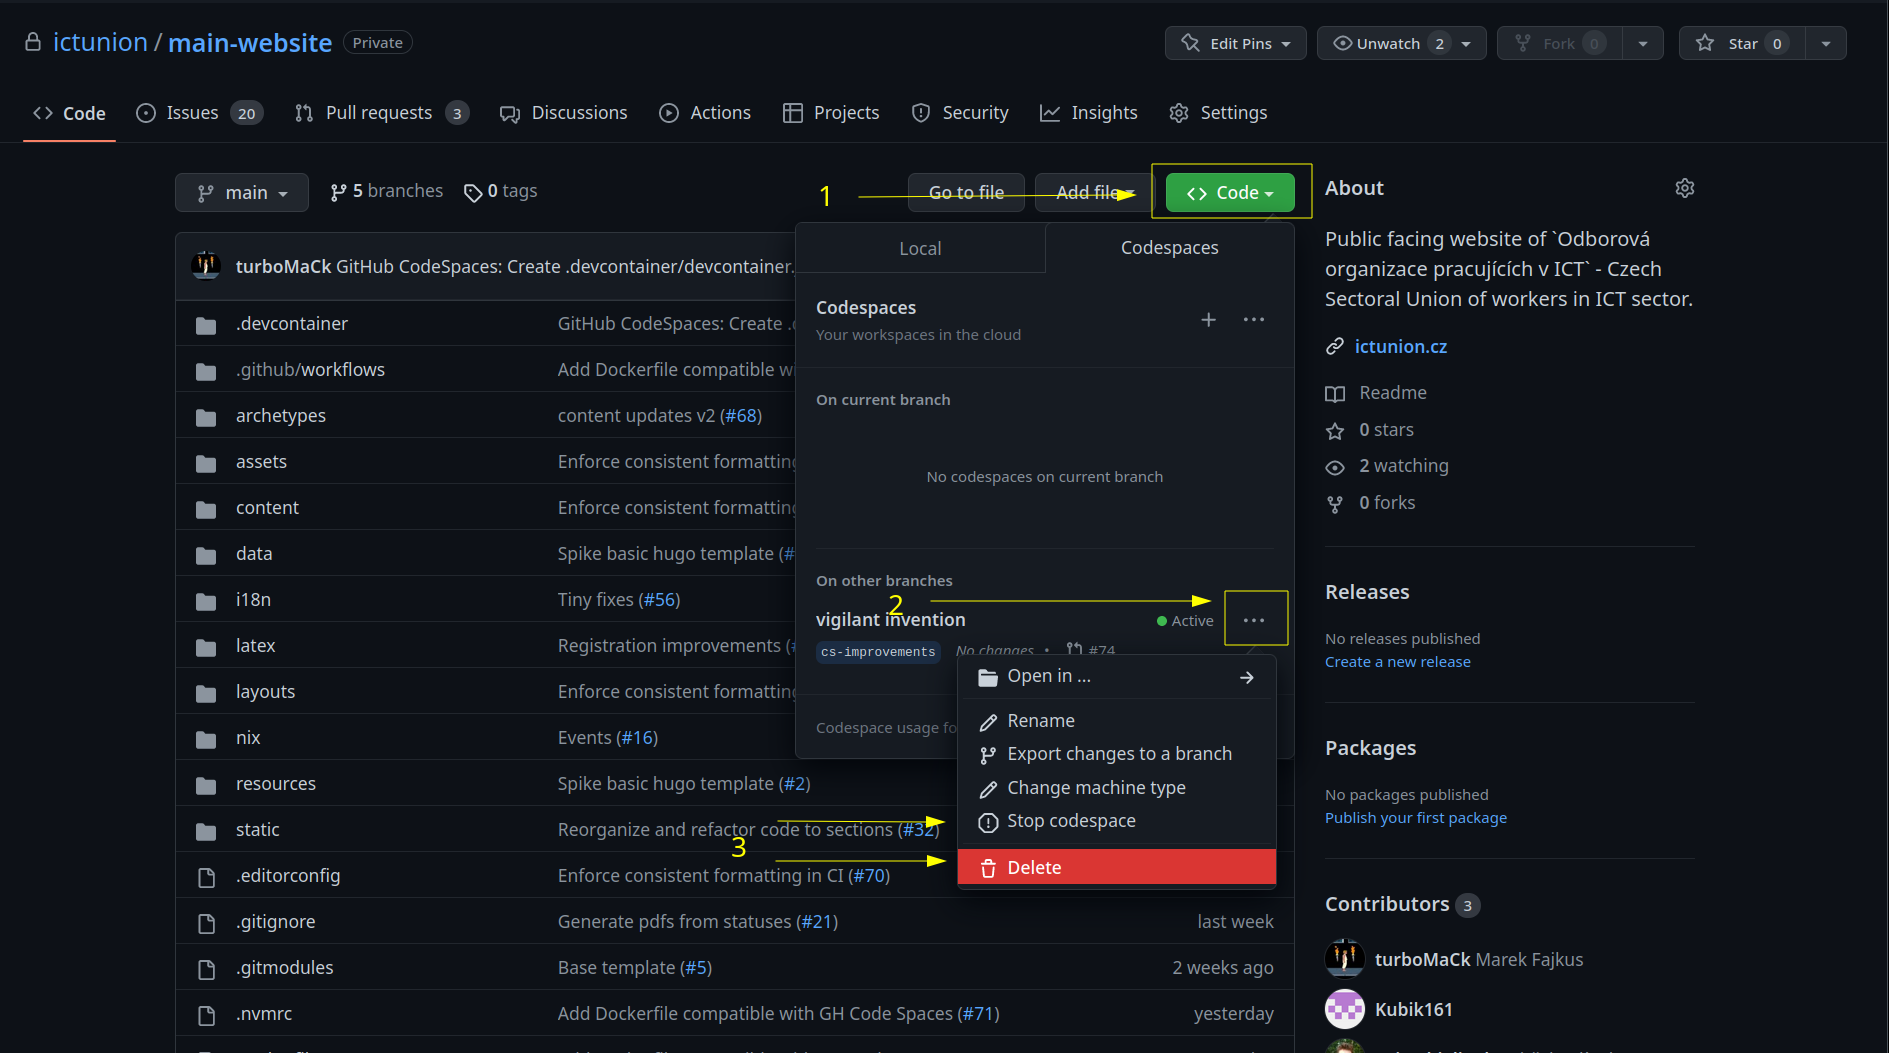 ictunion / main-website Private
Edit Pins Unwatch 2 Fork 0 Star 0
Code Issues 20 Pull requests 3 Discussions Actions Projects Security Insights Settings
main 5 branches 0 tags 1 Go to file Add file Code
turboMaCk GitHub CodeSpaces: Create .devcontainer/devcontainer.
.devcontainer GitHub CodeSpaces: Create .
.github/workflows Add Dockerfile compatible
archetypes content updates v2 (#68)
assets Enforce consistent formatting
content Enforce consistent formatting
data Spike basic hugo template (#
i18n Tiny fixes (#56)
latex Registration improvements (
layouts Enforce consistent formatting
nix Events (#16)
resources Spike basic hugo template (#2)
static Reorganize and refactor code to sections (#32)
.editorconfig Enforce consistent formatting in CI (#70)
.gitignore Generate pdfs from statuses (#21) last week
.gitmodules Base template (#5) 2 weeks ago
.nvmrc Add Dockerfile compatible with GH Code Spaces (#71) yesterday
Local Codespaces
Codespaces
Your workspaces in the cloud
On current branch
No codespaces on current branch
On other branches
2
vigilant invention Active
cs-improvements No changes • #74
Codespace usage fo
Open in ...
Rename
Export changes to a branch
Change machine type
Stop codespace
3
Delete
About
Public facing website of `Odborová
organizace pracujících v ICT` - Czech
Sectoral Union of workers in ICT sector.
ictunion.cz
Readme
0 stars
2 watching
0 forks
Releases
No releases published
Create a new release
Packages
No packages published
Publish your first package
Contributors 3
turboMaCk Marek Fajkus
Kubik161